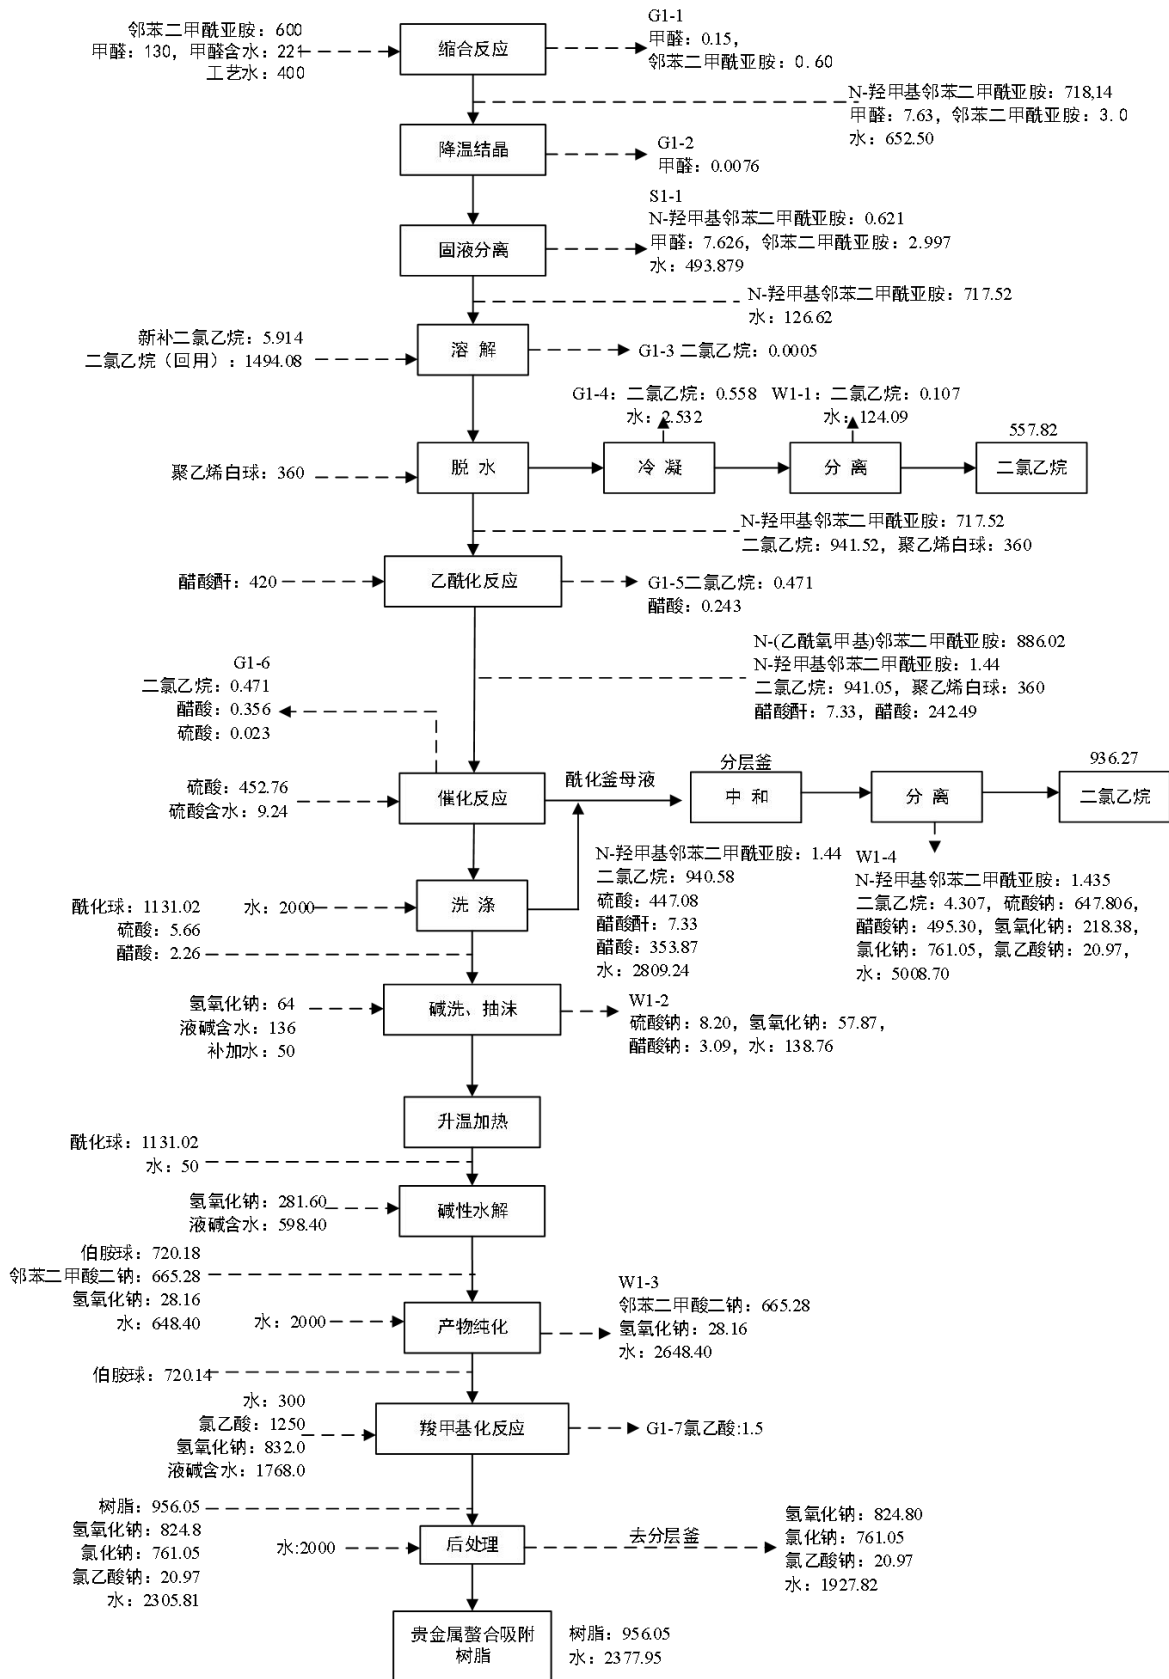 邻苯二甲酰亚胺：600
甲醛：130，甲醛含水：221
工艺水：400
缩合反应
G1-1
甲醛：0.15，
邻苯二甲酰亚胺：0.60
N-羟甲基邻苯二甲酰亚胺：718,14
甲醛：7.63，邻苯二甲酰亚胺：3.0
水：652.50
降温结晶
G1-2
甲醛：0.0076
S1-1
N-羟甲基邻苯二甲酰亚胺：0.621
甲醛：7.626，邻苯二甲酰亚胺：2.997
水：493.879
固液分离
N-羟甲基邻苯二甲酰亚胺：717.52
水：126.62
新补二氯乙烷：5.914
二氯乙烷（回用）：1494.08
溶 解
G1-3 二氯乙烷：0.0005
G1-4：二氯乙烷：0.558
水：2.532
W1-1：二氯乙烷：0.107
水：124.09
557.82
聚乙烯白球：360
脱 水
冷 凝
分 离
二氯乙烷
N-羟甲基邻苯二甲酰亚胺：717.52
二氯乙烷：941.52，聚乙烯白球：360
醋酸酐：420
乙酰化反应
G1-5二氯乙烷：0.471
醋酸：0.243
N-(乙酰氧甲基)邻苯二甲酰亚胺：886.02
N-羟甲基邻苯二甲酰亚胺：1.44
二氯乙烷：941.05，聚乙烯白球：360
醋酸酐：7.33，醋酸：242.49
G1-6
二氯乙烷：0.471
醋酸：0.356
硫酸：0.023
硫酸：452.76
硫酸含水：9.24
催化反应
酰化釜母液
分层釜
中 和
分 离
936.27
二氯乙烷
N-羟甲基邻苯二甲酰亚胺：1.44
二氯乙烷：940.58
硫酸：447.08
醋酸酐：7.33
醋酸：353.87
水：2809.24
W1-4
N-羟甲基邻苯二甲酰亚胺：1.435
二氯乙烷：4.307，硫酸钠：647.806，
醋酸钠：495.30，氢氧化钠：218.38，
氯化钠：761.05，氯乙酸钠：20.97，
水：5008.70
水：2000
洗 涤
酰化球：1131.02
硫酸：5.66
醋酸：2.26
氢氧化钠：64
液碱含水：136
补加水：50
碱洗、抽沫
W1-2
硫酸钠：8.20，氢氧化钠：57.87，
醋酸钠：3.09，水：138.76
升温加热
酰化球：1131.02
水：50
氢氧化钠：281.60
液碱含水：598.40
碱性水解
伯胺球：720.18
邻苯二甲酸二钠：665.28
氢氧化钠：28.16
水：648.40
水：2000
产物纯化
W1-3
邻苯二甲酸二钠：665.28
氢氧化钠：28.16
水：2648.40
伯胺球：720.14
水：300
氯乙酸：1250
氢氧化钠：832.0
液碱含水：1768.0
羧甲基化反应
G1-7氯乙酸:1.5
树脂：956.05
氢氧化钠：824.8
氯化钠：761.05
氯乙酸钠：20.97
水：2305.81
水:2000
后处理
去分层釜
氢氧化钠：824.80
氯化钠：761.05
氯乙酸钠：20.97
水：1927.82
贵金属螯合吸附
树脂
树脂：956.05
水：2377.95